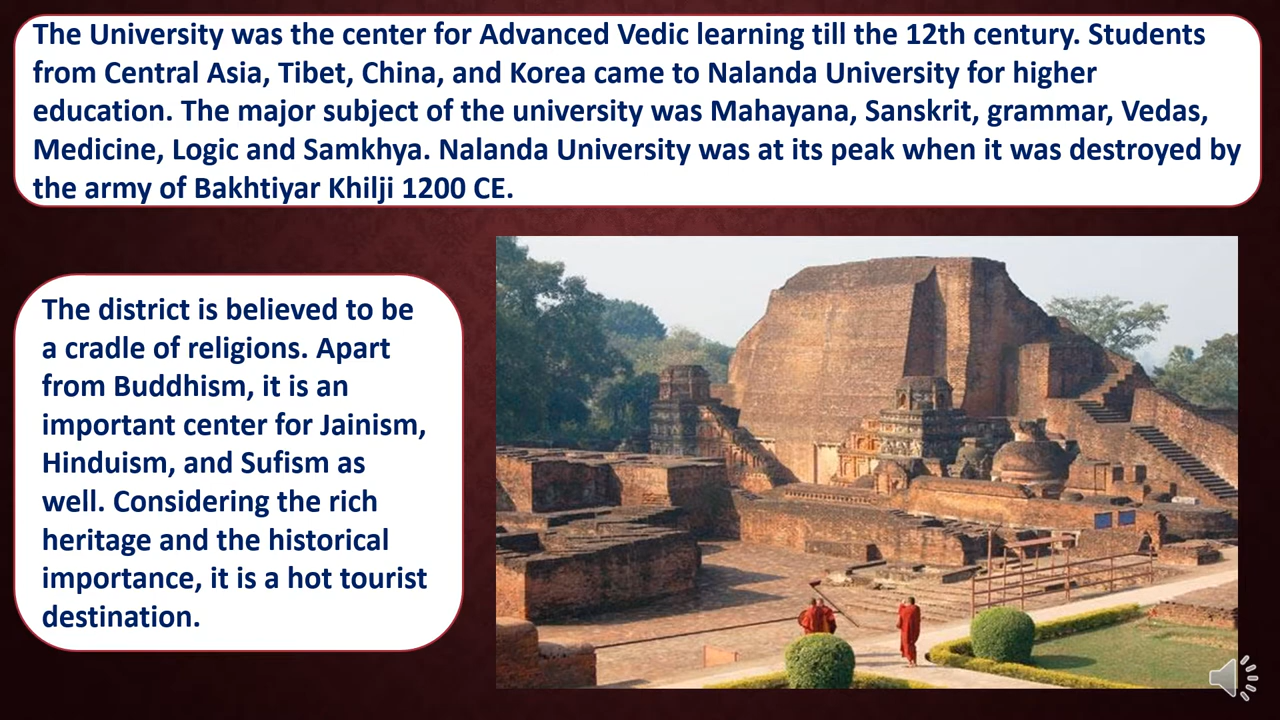 The University was the center for Advanced Vedic learning till the 12th century. Students
from Central Asia, Tibet, China, and Korea came to Nalanda University for higher
education. The major subject of the university was Mahayana, Sanskrit, grammar, Vedas,
Medicine, Logic and Samkhya. Nalanda University was at its peak when it was destroyed by
the army of Bakhtiyar Khilji 1200 CE.
The district is believed to be
a cradle of religions. Apart
from Buddhism, it is an
important center for Jainism,
Hinduism, and Sufism as
well. Considering the rich
heritage and the historical
importance, it is a hot tourist
destination.